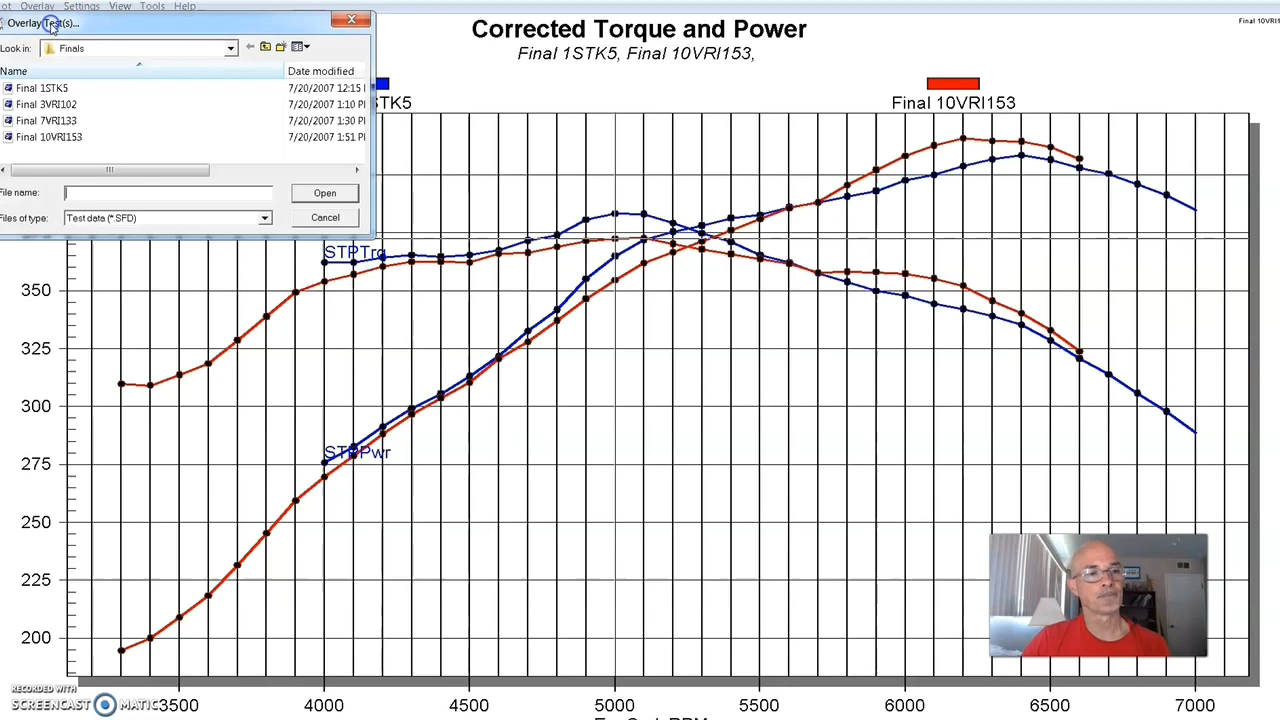 ot Overlay Settings View Tools Help
Overlay Test(s)...
Look in: Finals
Name Date modified
Final 1STK5 7/20/2007 12:15
Final 3VRI102 7/20/2007 1:10 P
Final 7VRI133 7/20/2007 1:30 P
Final 10VRI153 7/20/2007 1:51 P
File name: Open
Files of type: Test data (*.SFD) Cancel
Corrected Torque and Power
Final 1STK5, Final 10VRI153,
Final 10VRI
STK5
Final 10VRI153
STPTrq
STPPwr
350
325
300
275
250
225
200
3500 4000 4500 5000 5500 6000 6500 7000
RECORDED WITH
SCREENCAST MATIC